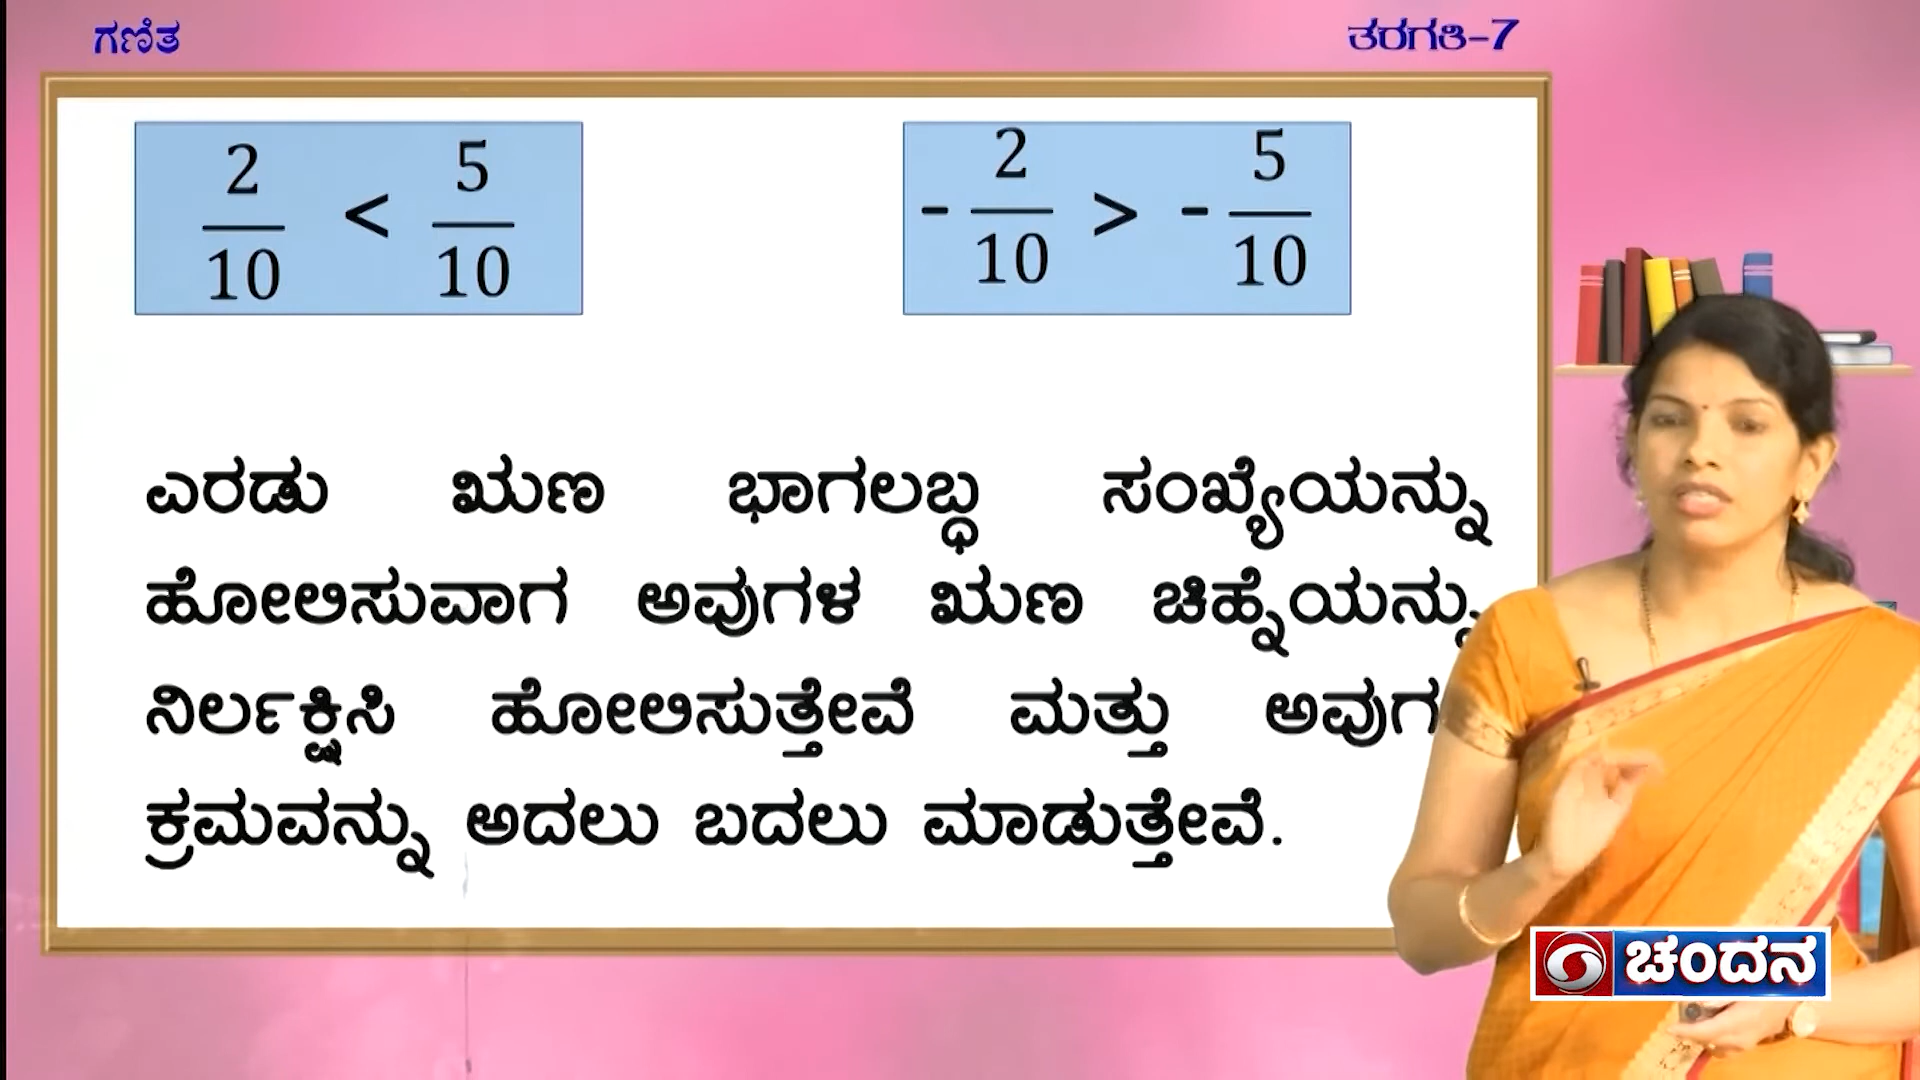 ಗಣಿತ
ತರಗತಿ-7
2/10 < 5/10
- 2/10 > - 5/10
ಎರಡು ಋಣ ಭಾಗಲಬ್ಧ ಸಂಖ್ಯೆಯನ್ನು
ಹೋಲಿಸುವಾಗ ಅವುಗಳ ಋಣ ಚಿಹ್ನೆಯನ್ನು
ನಿರ್ಲಕ್ಷಿಸಿ ಹೋಲಿಸುತ್ತೇವೆ ಮತ್ತು
ಕ್ರಮವನ್ನು ಅದಲು ಬದಲು ಮಾಡುತ್ತೇವೆ.
ಚಂದನ